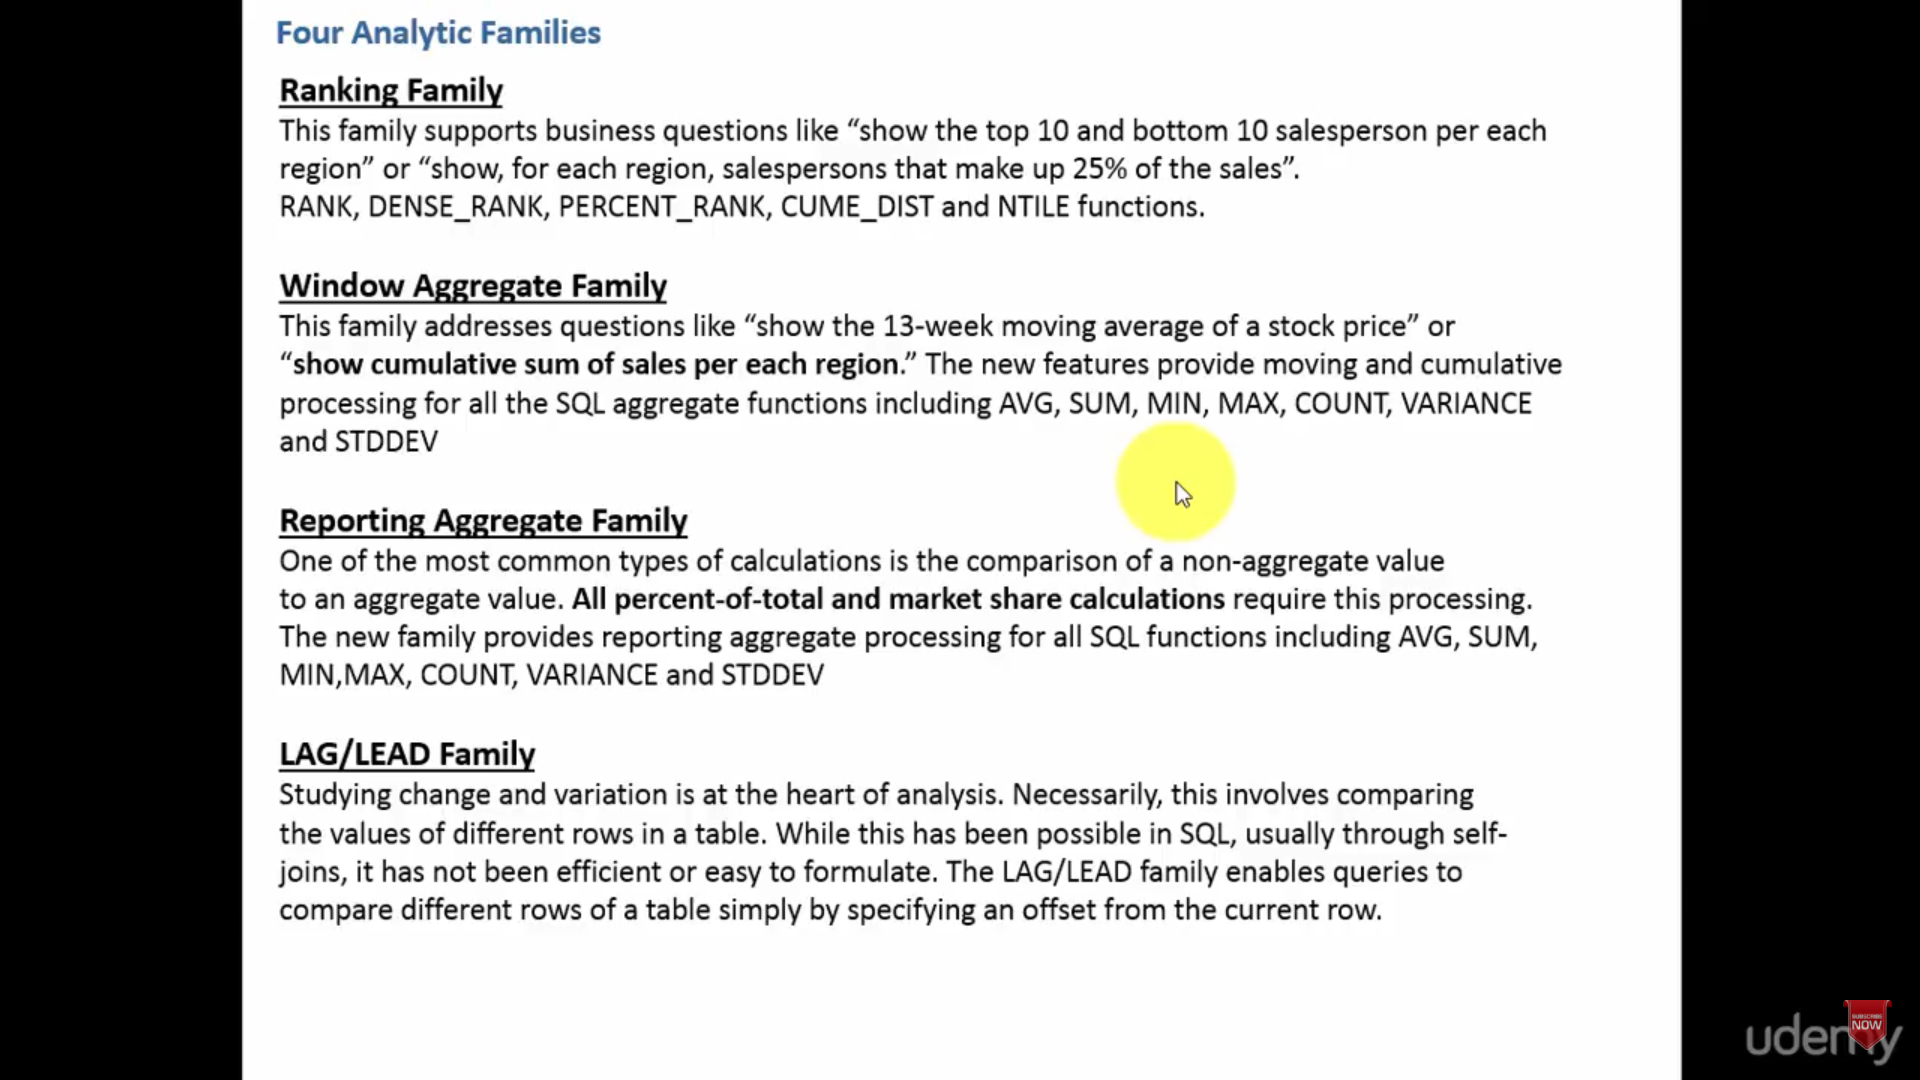 Four Analytic Families
Ranking Family
This family supports business questions like “show the top 10 and bottom 10 salesperson per each
region” or “show, for each region, salespersons that make up 25% of the sales”.
RANK, DENSE_RANK, PERCENT_RANK, CUME_DIST and NTILE functions.
Window Aggregate Family
This family addresses questions like “show the 13-week moving average of a stock price” or
“show cumulative sum of sales per each region.” The new features provide moving and cumulative
processing for all the SQL aggregate functions including AVG, SUM, MIN, MAX, COUNT, VARIANCE
and STDDEV
Reporting Aggregate Family
One of the most common types of calculations is the comparison of a non-aggregate value
to an aggregate value. All percent-of-total and market share calculations require this processing.
The new family provides reporting aggregate processing for all SQL functions including AVG, SUM,
MIN,MAX, COUNT, VARIANCE and STDDEV
LAG/LEAD Family
Studying change and variation is at the heart of analysis. Necessarily, this involves comparing
the values of different rows in a table. While this has been possible in SQL, usually through self-
joins, it has not been efficient or easy to formulate. The LAG/LEAD family enables queries to
compare different rows of a table simply by specifying an offset from the current row.
SUBSCRIBE
NOW
udemy